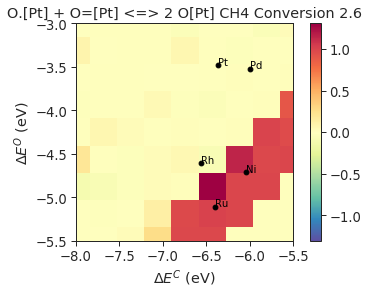 O.[Pt] + O=[Pt] <=> 2 O[Pt] CH4 Conversion 2.6
−3.0
−3.5
−4.0
−4.5
−5.0
−5.5
ΔE^O (eV)
Pt
Pd
Rh
Ni
Ru
−8.0 −7.5 −7.0 −6.5 −6.0 −5.5
ΔE^C (eV)
1.0
0.5
0.0
−0.5
−1.0